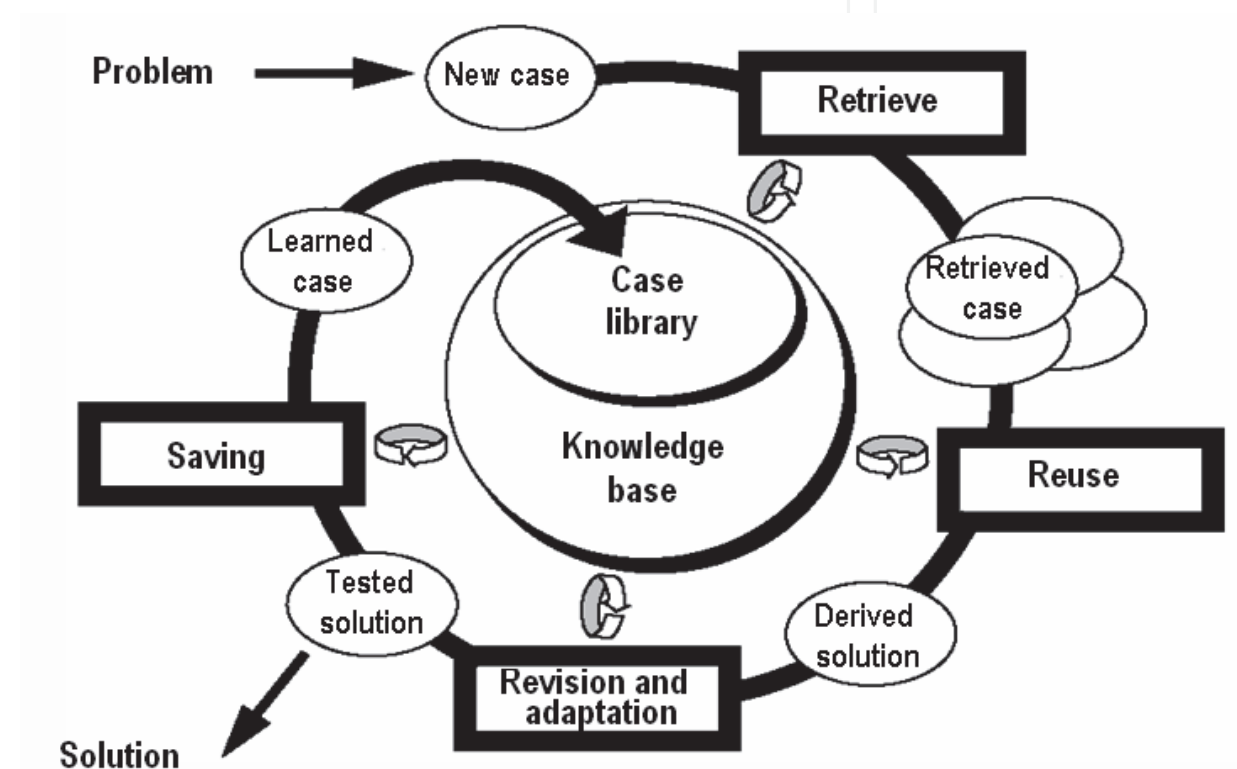 Problem
New case
Retrieve
Learned
case
Case
library
Retrieved
case
Knowledge
base
Saving
Reuse
Tested
solution
Derived
solution
Revision and
adaptation
Solution